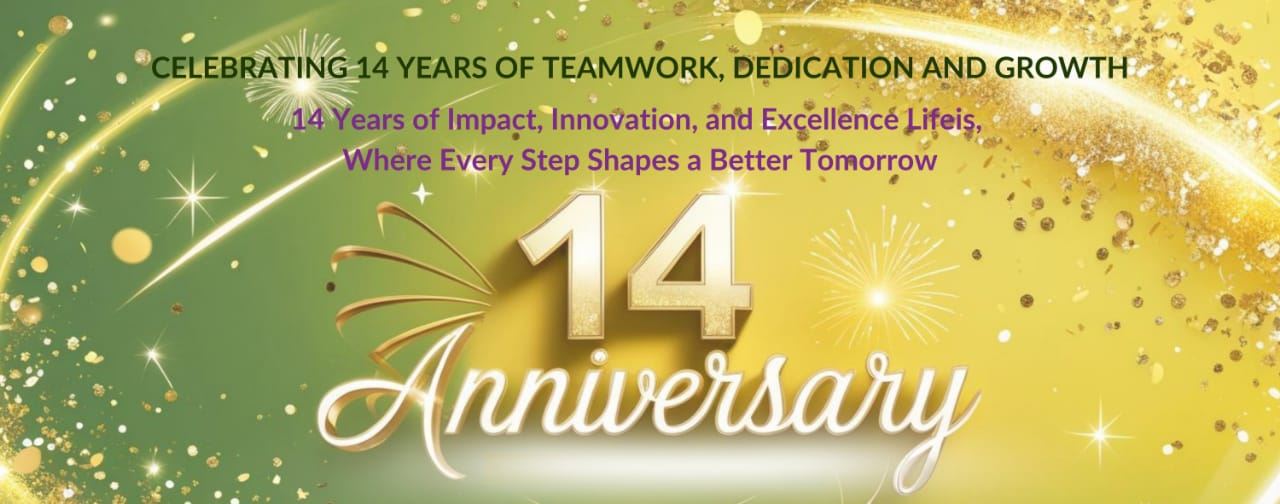 CELEBRATING 14 YEARS OF TEAMWORK, DEDICATION AND GROWTH
14 Years of Impact, Innovation, and Excellence Lifeis,
Where Every Step Shapes a Better Tomorrow
14
Anniversary